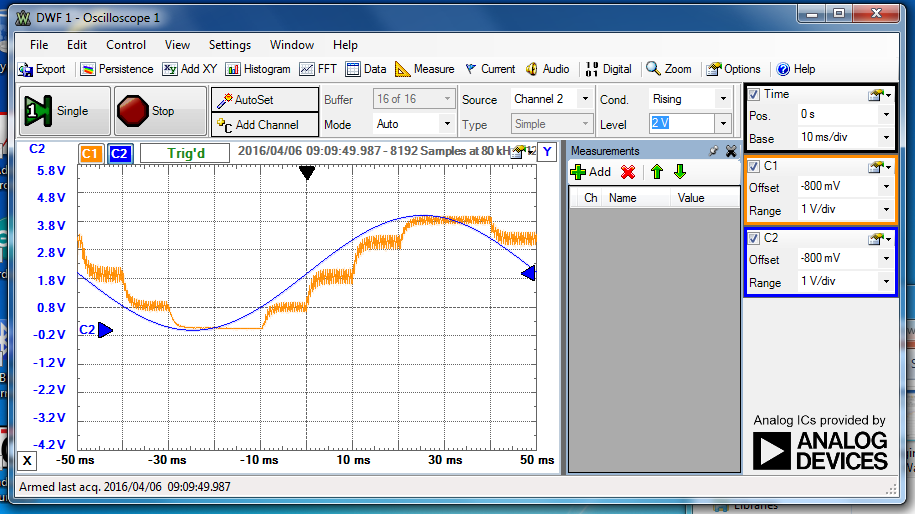 DWF 1 - Oscilloscope 1
File Edit Control View Settings Window Help
Export Persistence Add XY Histogram FFT Data Measure Current Audio Digital Zoom Options Help
Single Stop AutoSet Buffer 16 of 16 Source Channel 2 Cond. Rising
Add Channel Mode Auto Type Simple Level 2 V
Time
Pos. 0 s
Base 10 ms/div
C1
Offset -800 mV
Range 1 V/div
C2
Offset -800 mV
Range 1 V/div
C2 C1 C2 Trig'd 2016/04/06 09:09:49.987 - 8192 Samples at 80 kH Y
5.8 V
4.8 V
3.8 V
2.8 V
1.8 V
0.8 V
C2
-0.2 V
-1.2 V
-2.2 V
-3.2 V
-4.2 V
X -50 ms -30 ms -10 ms 10 ms 30 ms 50 ms
Measurements
Add
Ch Name Value
Analog ICs provided by
ANALOG
DEVICES
Armed last acq. 2016/04/06 09:09:49.987
Libraries